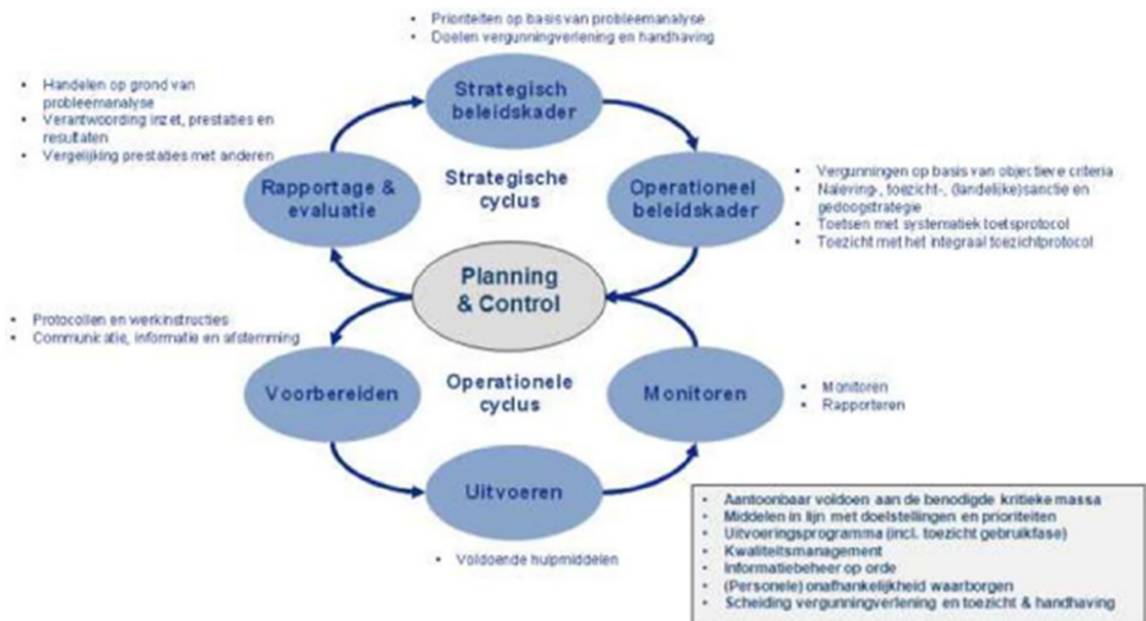 • Prioriteiten op basis van probleemanalyse
• Doelen vergunningverlening en handhaving
Strategisch
beleidskader
• Handelen op grond van
probleemanalyse
• Verantwoording inzet, prestaties en
resultaten
• Vergelijking prestaties met anderen
Rapportage &
evaluatie
Strategische
cyclus
Operationeel
beleidskader
• Vergunningen op basis van objectieve criteria
• Naleving-, toezicht-, (landelijke)sanctie en
gedoogstrategie
• Toetsen met systematiek toetsprotocol
• Toezicht met het integraal toezichtprotocol
Planning
& Control
• Protocollen en werkinstructies
• Communicatie, informatie en afstemming
Voorbereiden
Operationele
cyclus
Monitoren
• Monitoren
• Rapporteren
Uitvoeren
• Voldoende hulpmiddelen
• Aantoonbaar voldoen aan de benodigde kritieke massa
• Middelen in lijn met doelstellingen en prioriteiten
• Uitvoeringsprogramma (incl. toezicht gebruikfase)
• Kwaliteitsmanagement
• Informatiebeheer op orde
• (Personele) onafhankelijkheid waarborgen
• Scheiding vergunningverlening en toezicht & handhaving